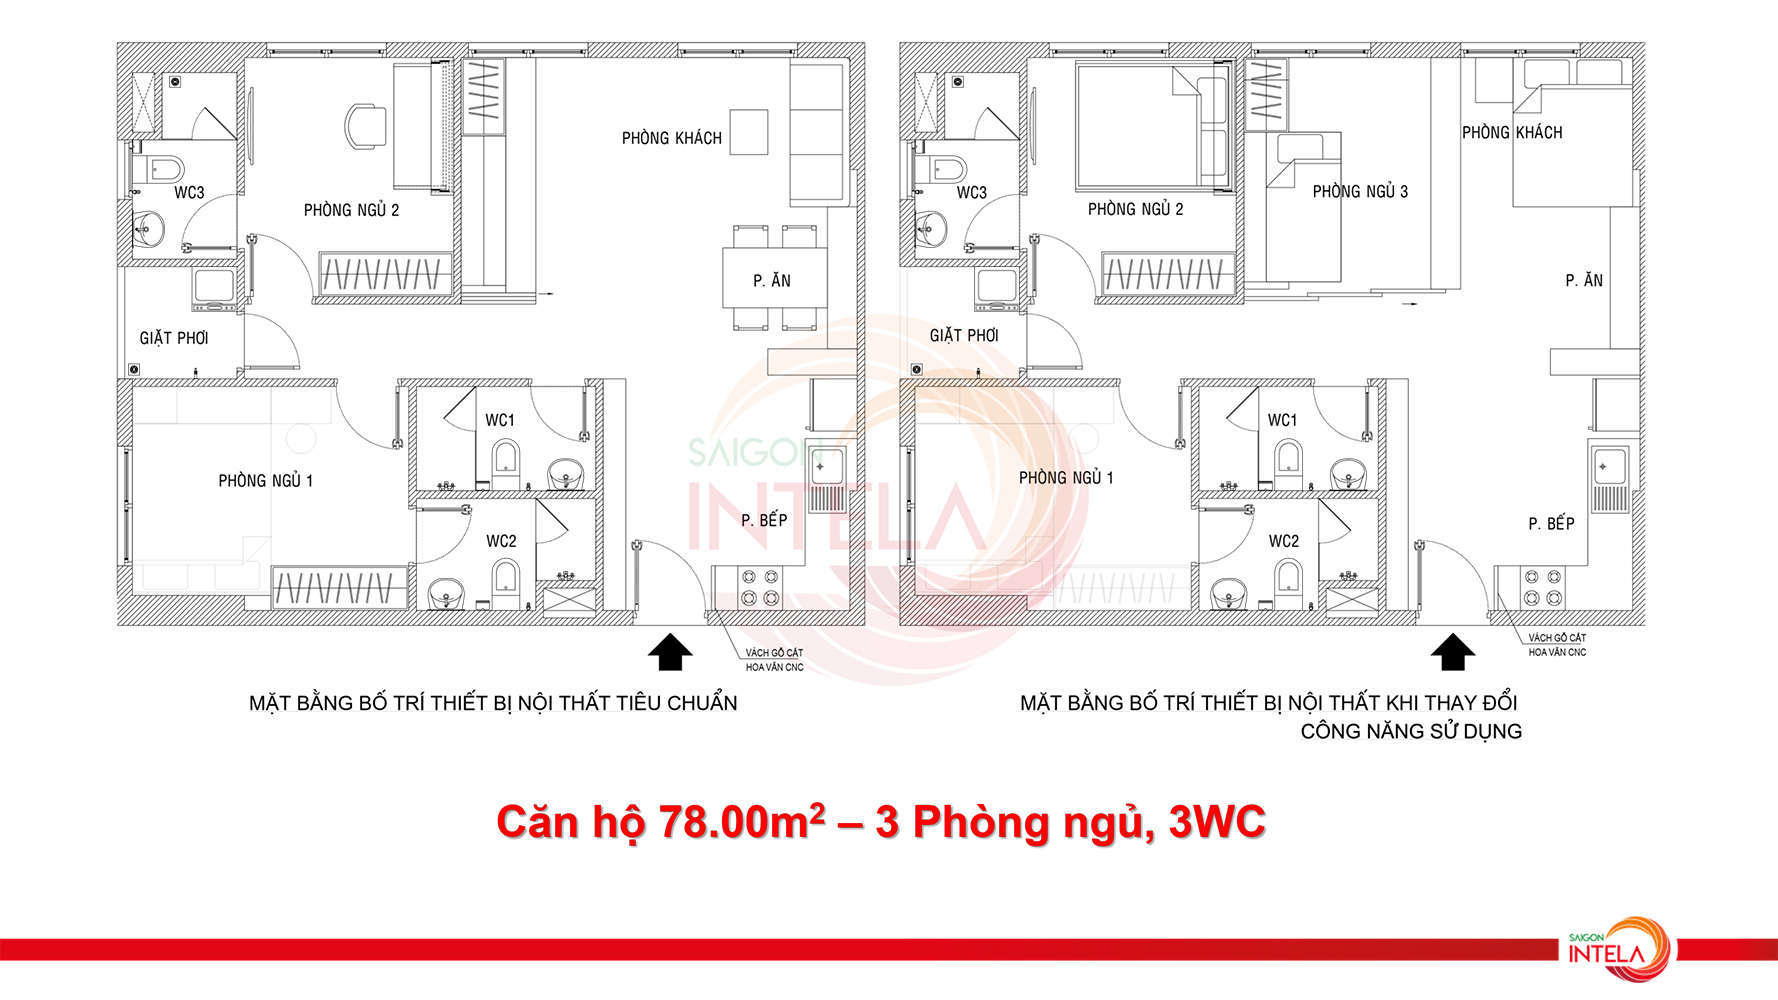 PHÒNG KHÁCH
WC3
PHÒNG NGỦ 2
P. ĂN
GIẶT PHƠI
WC1
PHÒNG NGỦ 1
P. BẾP
WC2
VÁCH GỖ CẮT
HOA VĂN CNC
MẶT BẰNG BỐ TRÍ THIẾT BỊ NỘI THẤT TIÊU CHUẨN
PHÒNG KHÁCH
WC3
PHÒNG NGỦ 3
PHÒNG NGỦ 2
P. ĂN
GIẶT PHƠI
WC1
PHÒNG NGỦ 1
P. BẾP
WC2
VÁCH GỖ CẮT
HOA VĂN CNC
MẶT BẰNG BỐ TRÍ THIẾT BỊ NỘI THẤT KHI THAY ĐỔI
CÔNG NĂNG SỬ DỤNG
SAIGON
INTELA
Căn hộ 78.00m² – 3 Phòng ngủ, 3WC
SAIGON
INTELA